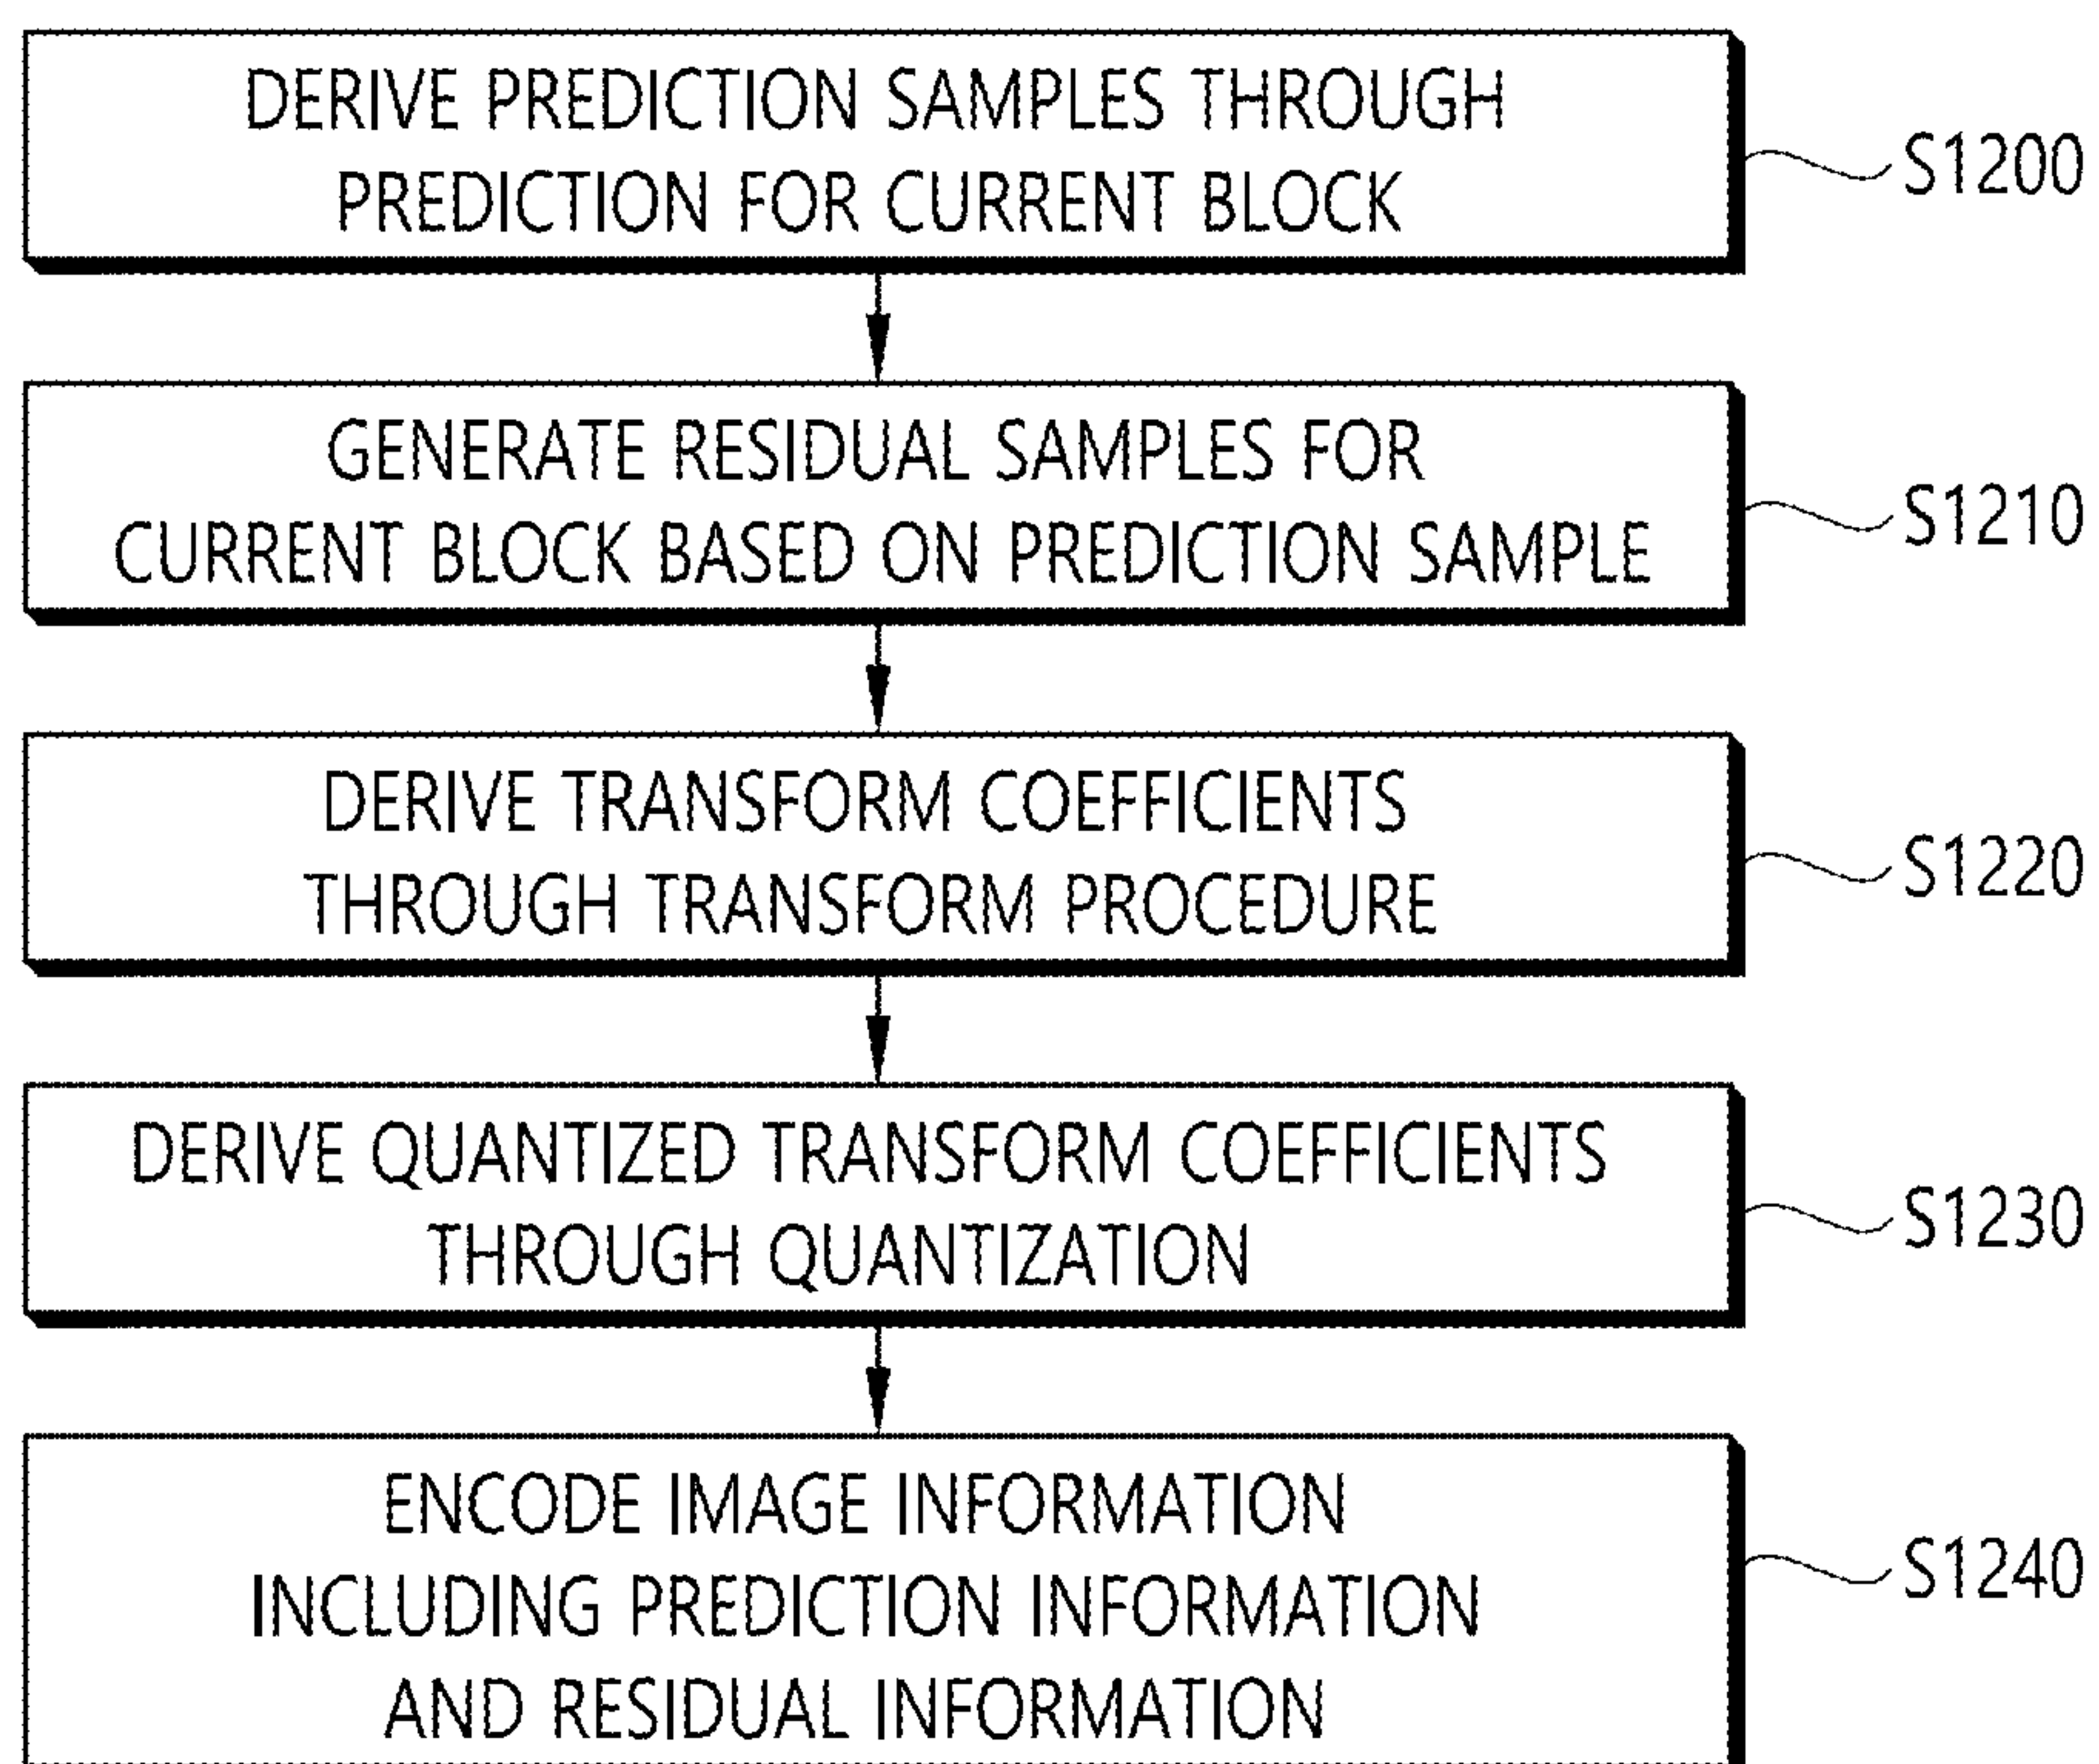 DERIVE PREDICTION SAMPLES THROUGH
PREDICTION FOR CURRENT BLOCK
S1200
GENERATE RESIDUAL SAMPLES FOR
CURRENT BLOCK BASED ON PREDICTION SAMPLE
S1210
DERIVE TRANSFORM COEFFICIENTS
THROUGH TRANSFORM PROCEDURE
S1220
DERIVE QUANTIZED TRANSFORM COEFFICIENTS
THROUGH QUANTIZATION
S1230
ENCODE IMAGE INFORMATION
INCLUDING PREDICTION INFORMATION
AND RESIDUAL INFORMATION
S1240